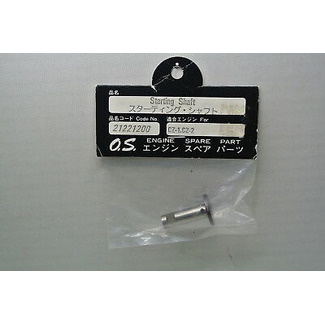 品名
Starting Shaft
スターティング・シャフト
品名コード Code No. 適合エンジン For
21221200 CZ-1,CZ-2
O.S. ENGINE SPARE PART
エンジン スペア パーツ